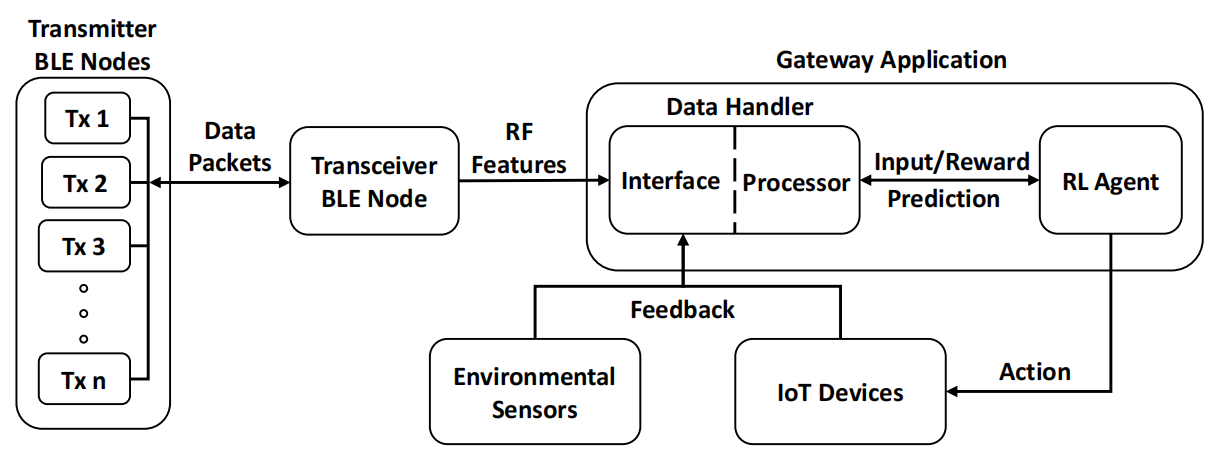 Transmitter
BLE Nodes
Tx 1
Tx 2
Tx 3
Tx n
Data
Packets
Transceiver
BLE Node
RF
Features
Gateway Application
Data Handler
Interface
Processor
Input/Reward
Prediction
RL Agent
Feedback
Environmental
Sensors
IoT Devices
Action